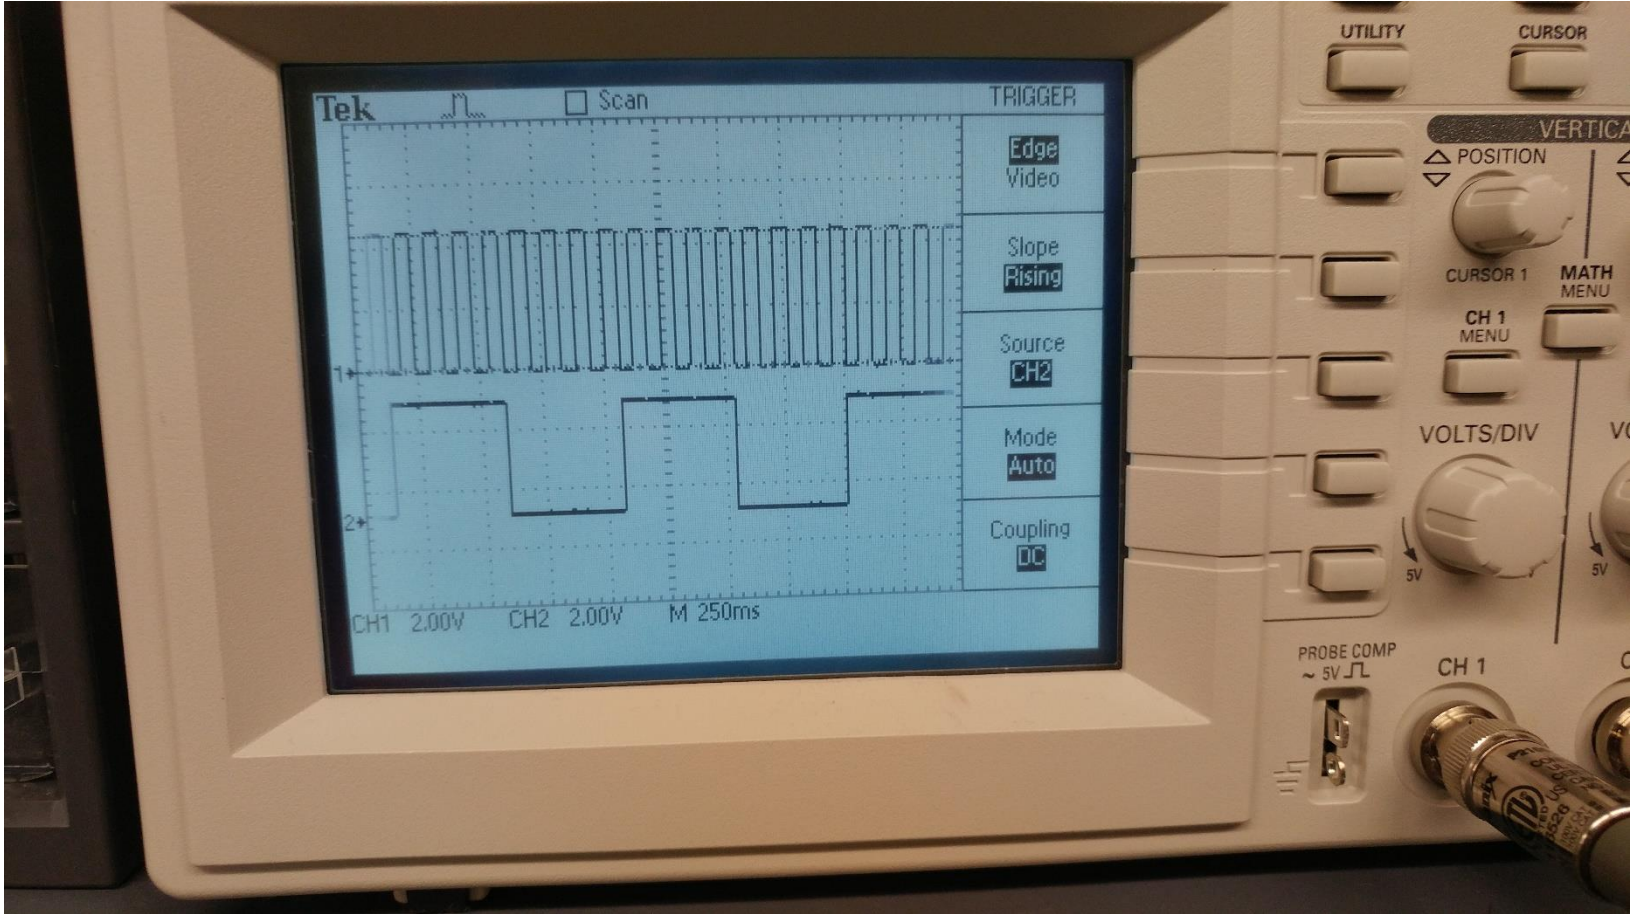 Tek Scan TRIGGER
Edge
Video
Slope
Rising
Source
CH2
Mode
Auto
Coupling
DC
1
2
CH1 2.00V CH2 2.00V M 250ms
UTILITY CURSOR
VERTICA
POSITION
CURSOR 1
MATH
MENU
CH 1
MENU
VOLTS/DIV
5V
5V
PROBE COMP
~ 5V
CH 1